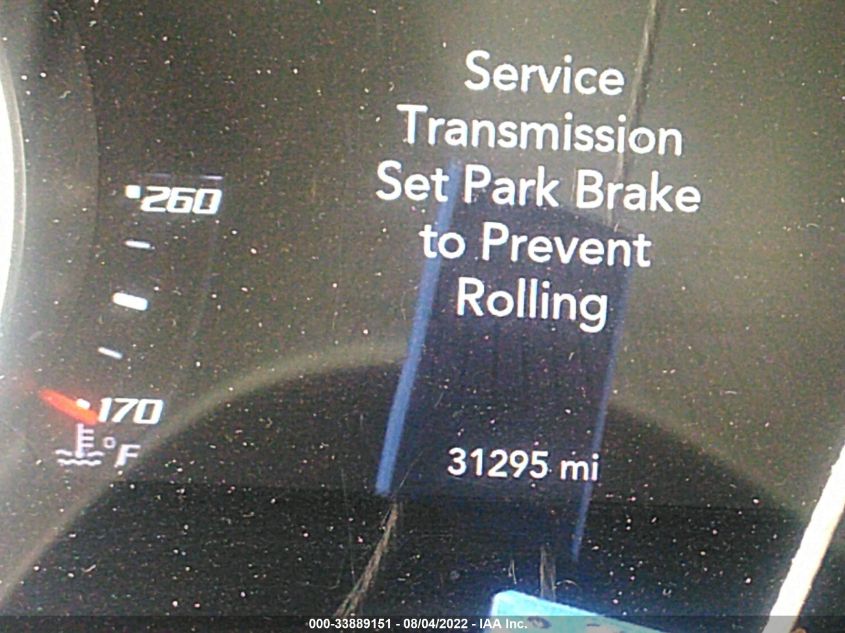 Service
Transmission
Set Park Brake
to Prevent
Rolling
260
170
°F
31295 mi
000-33889151 - 08/04/2022 - IAA Inc.